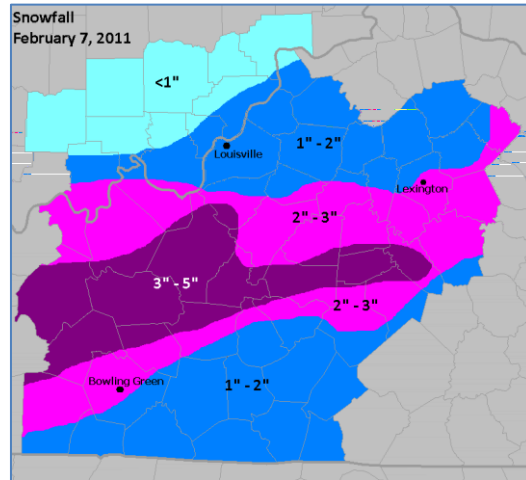 Snowfall
February 7, 2011
<1"
1" - 2"
Louisville
Lexington
2" - 3"
3" - 5"
2" - 3"
Bowling Green
1" - 2"